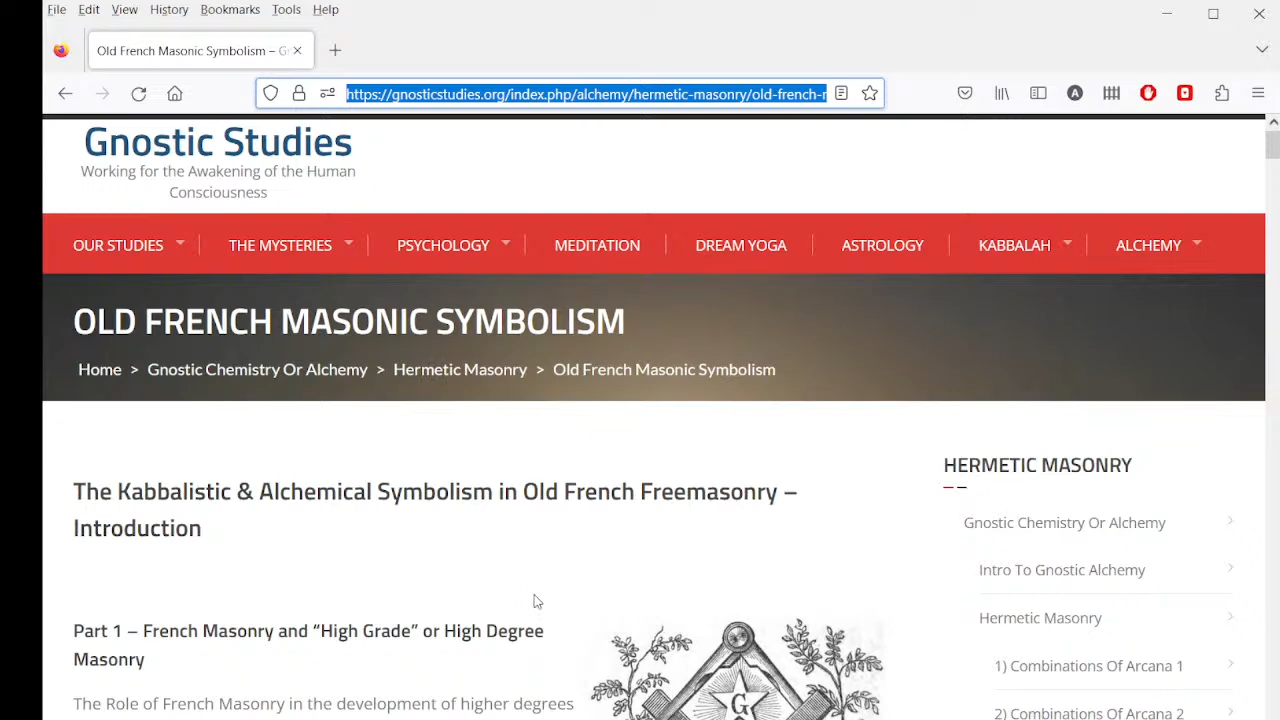 File Edit View History Bookmarks Tools Help
Old French Masonic Symbolism – G
https://gnosticstudies.org/index.php/alchemy/hermetic-masonry/old-french-r
Gnostic Studies
Working for the Awakening of the Human
Consciousness
OUR STUDIES THE MYSTERIES PSYCHOLOGY MEDITATION DREAM YOGA ASTROLOGY KABBALAH ALCHEMY
OLD FRENCH MASONIC SYMBOLISM
Home > Gnostic Chemistry Or Alchemy > Hermetic Masonry > Old French Masonic Symbolism
The Kabbalistic & Alchemical Symbolism in Old French Freemasonry –
Introduction
Part 1 – French Masonry and “High Grade” or High Degree
Masonry
The Role of French Masonry in the development of higher degrees
G
HERMETIC MASONRY
Gnostic Chemistry Or Alchemy
Intro To Gnostic Alchemy
Hermetic Masonry
1) Combinations Of Arcana 1
2) Combinations Of Arcana 2